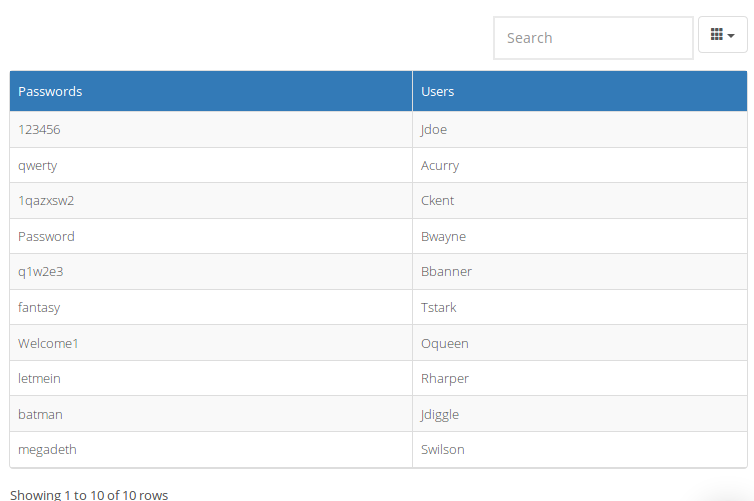 Search
Passwords Users
123456 Jdoe
qwerty Acurry
1qazxsw2 Ckent
Password Bwayne
q1w2e3 Bbanner
fantasy Tstark
Welcome1 Oqueen
letmein Rharper
batman Jdiggle
megadeth Swilson
Showing 1 to 10 of 10 rows